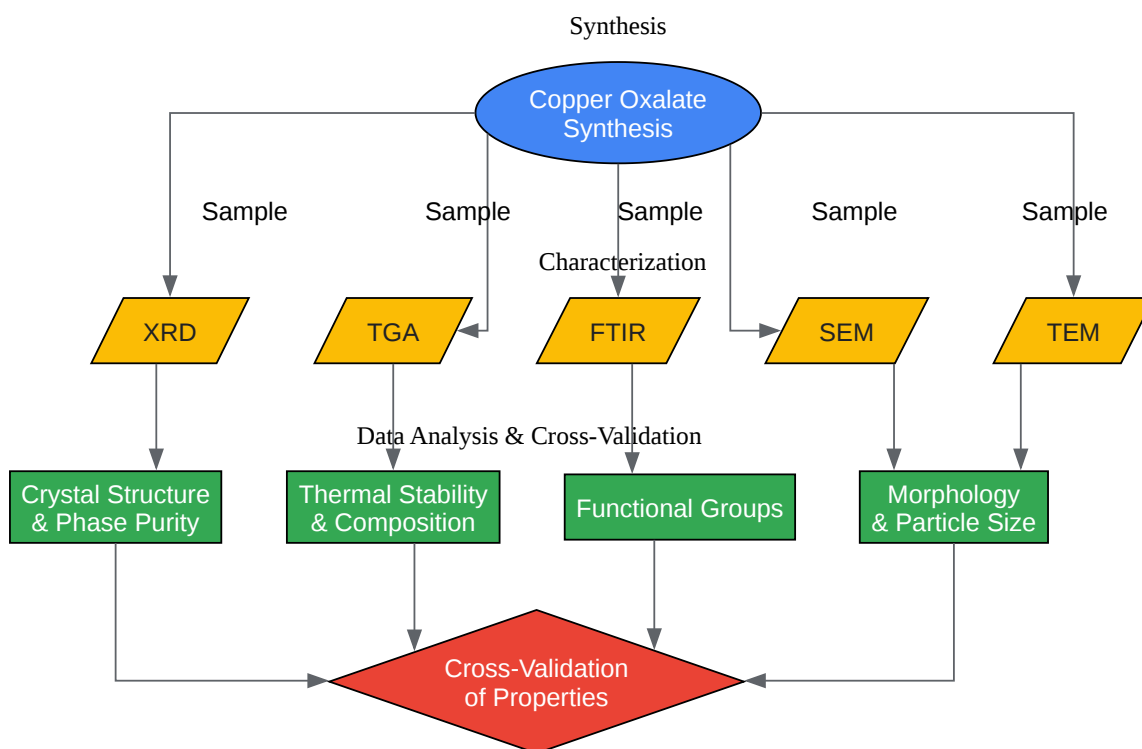 Synthesis
Copper Oxalate
Synthesis
Sample
Sample
Sample
Sample
Sample
Characterization
XRD
TGA
FTIR
SEM
TEM
Data Analysis & Cross-Validation
Crystal Structure
& Phase Purity
Thermal Stability
& Composition
Functional Groups
Morphology
& Particle Size
Cross-Validation
of Properties